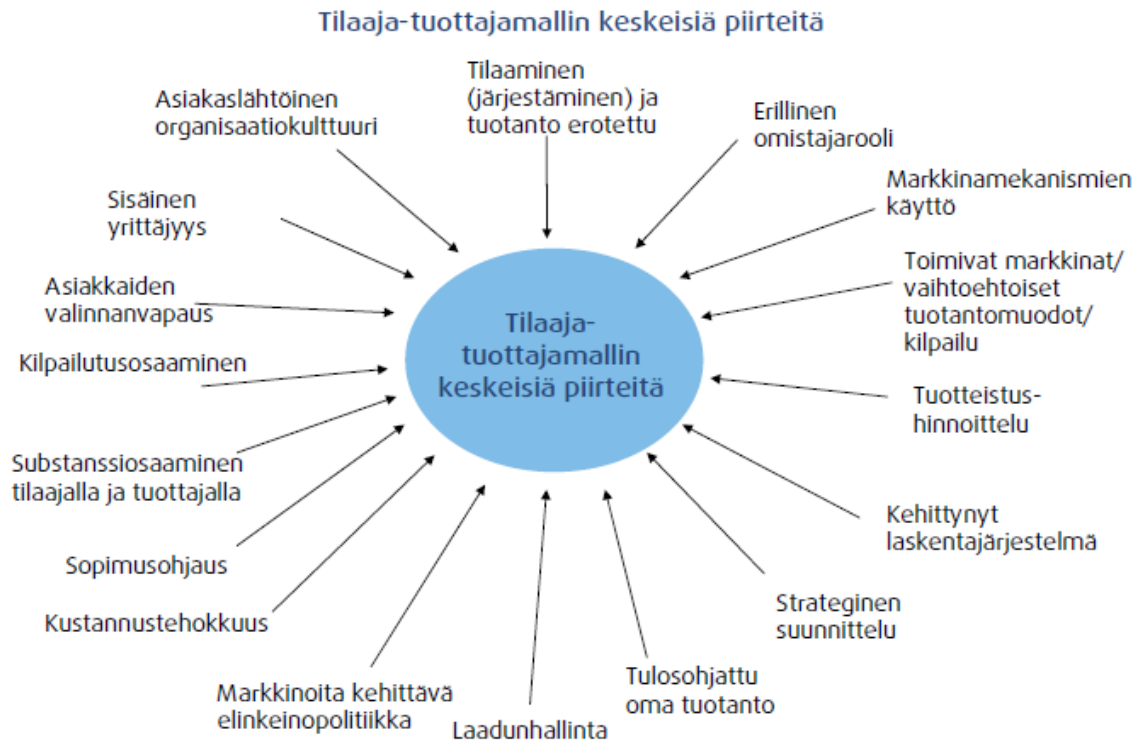 Tilaaja-tuottajamallin keskeisiä piirteitä
Tilaaminen
(järjestäminen) ja
tuotanto erotettu
Erillinen
omistajarooli
Markkinamekanismien
käyttö
Toimivat markkinat/
vaihtoehtoiset
tuotantomuodot/
kilpailu
Tuotteistus-
hinnoittelu
Kehittynyt
laskentajärjestelmä
Strateginen
suunnittelu
Tulosohjattu
oma tuotanto
Laadunhallinta
Markkinoita kehittävä
elinkeinopolitiikka
Kustannustehokkuus
Sopimusohjaus
Substanssiosaaminen
tilaajalla ja tuottajalla
Kilpailutusosaaminen
Asiakkaiden
valinnanvapaus
Sisäinen
yrittäjyys
Asiakaslähtöinen
organisaatiokulttuuri
Tilaaja-
tuottajamallin
keskeisiä piirteitä